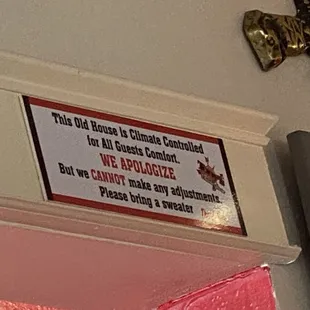 This Old House is Climate Controlled
for All Guests Comfort.
WE APOLOGIZE
But we CANNOT make any adjustments
Please bring a sweater